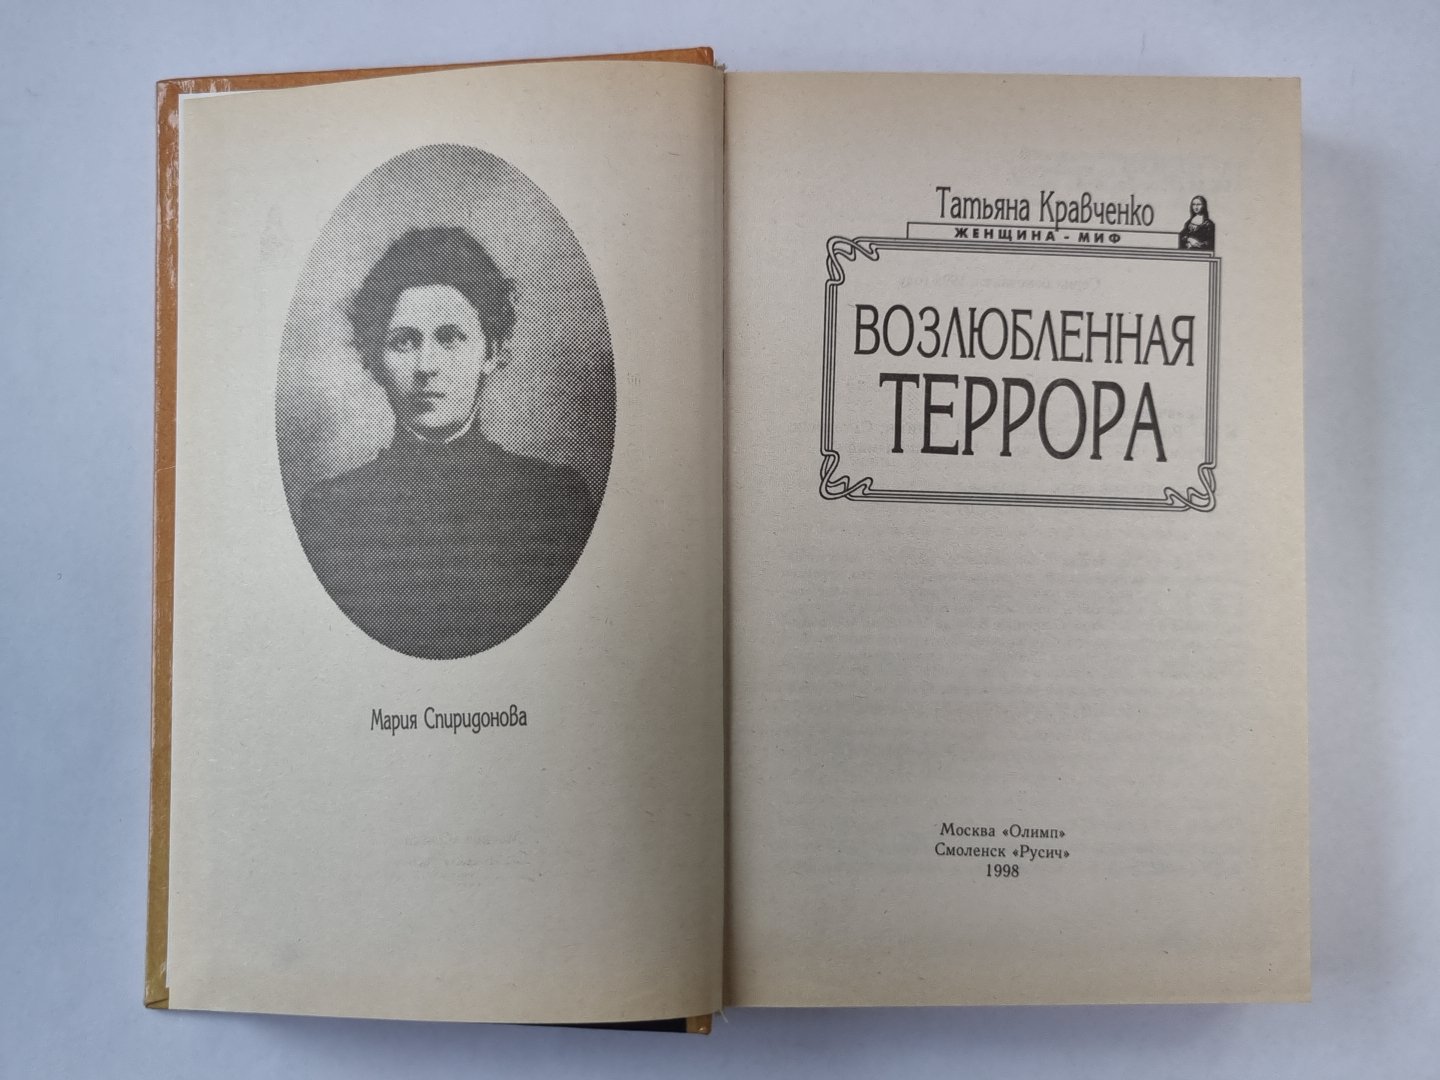 Мария Спиридонова
Татьяна Кравченко
ЖЕНЩИНА - МИФ
ВОЗЛЮБЛЕННАЯ
ТЕРРОРА
Москва «Олимп»
Смоленск «Русич»
1998